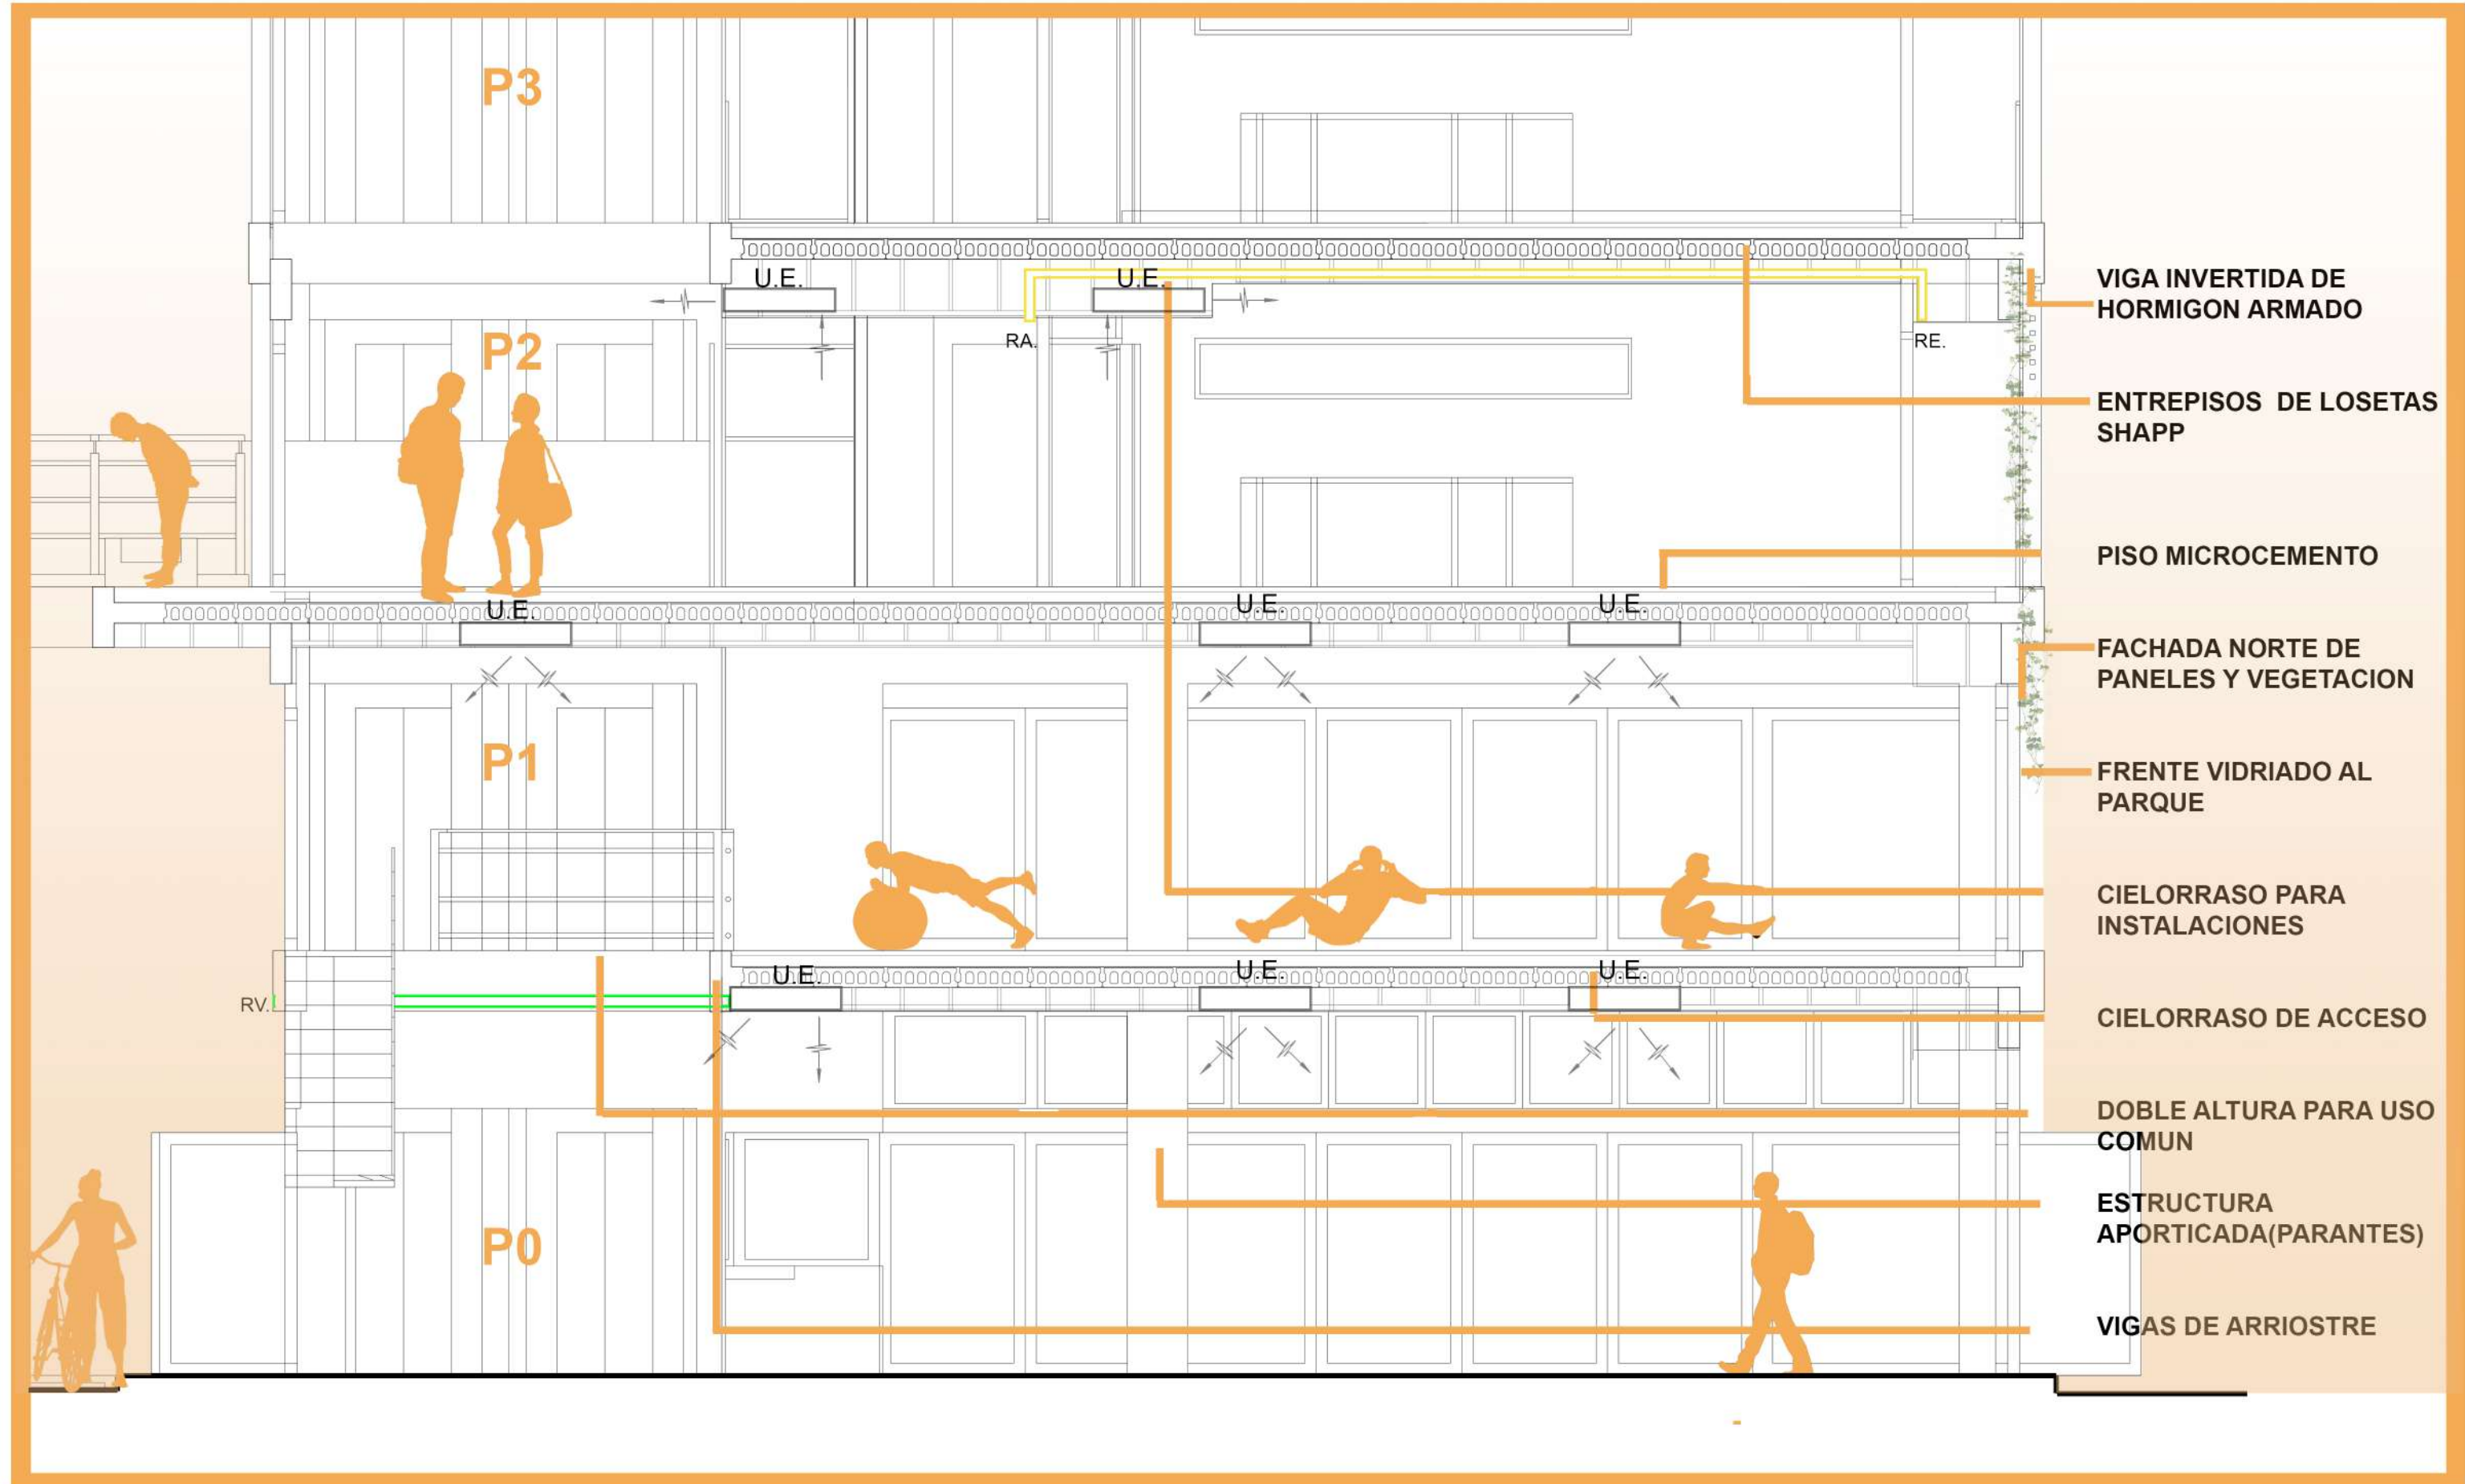 P3
U.E.
U.E.
VIGA INVERTIDA DE
HORMIGON ARMADO
P2
RA.
RE.
ENTREPISOS DE LOSETAS
SHAPP
PISO MICROCEMENTO
U.E.
U.E.
U.E.
FACHADA NORTE DE
PANELES Y VEGETACION
P1
FRENTE VIDRIADO AL
PARQUE
CIELORRASO PARA
INSTALACIONES
U.E.
U.E.
U.E.
RV.
CIELORRASO DE ACCESO
DOBLE ALTURA PARA USO
COMUN
P0
ESTRUCTURA
APORTICADA(PARANTES)
VIGAS DE ARRIOSTRE